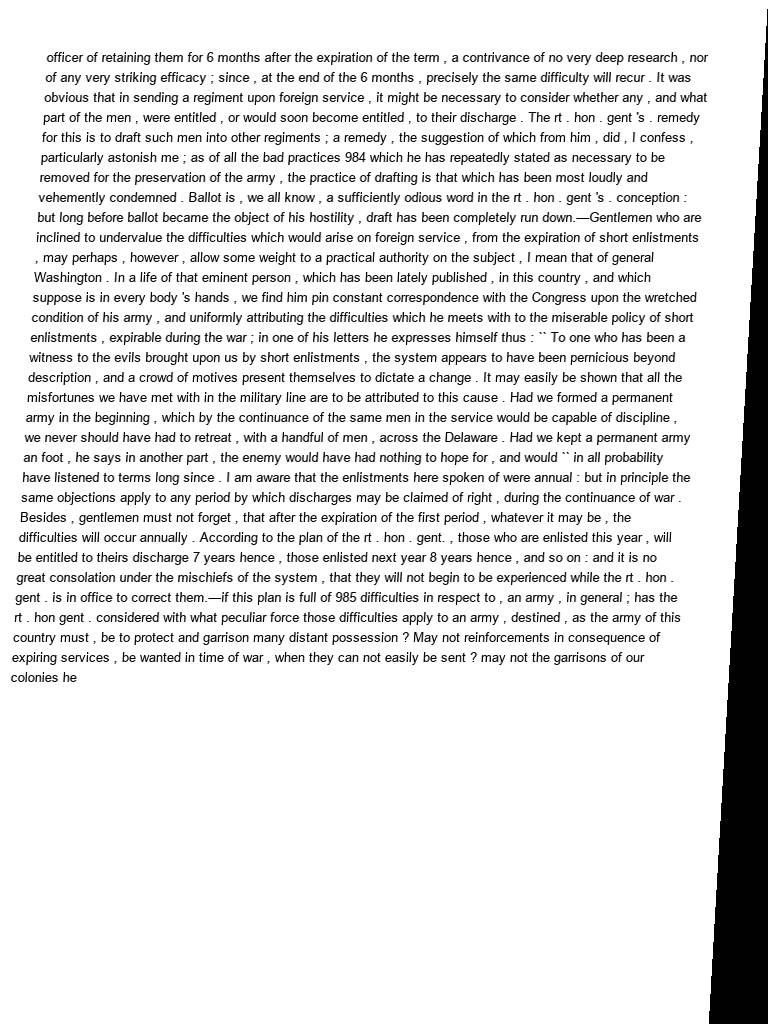 officer of retaining them for 6 months after the expiration of the term , a contrivance of no very deep research , nor
of any very striking efficacy ; since , at the end of the 6 months , precisely the same difficulty will recur . It was
obvious that in sending a regiment upon foreign service , it might be necessary to consider whether any , and what
part of the men , were entitled , or would soon become entitled , to their discharge . The rt . hon . gent 's . remedy
for this is to draft such men into other regiments ; a remedy , the suggestion of which from him , did , I confess ,
particularly astonish me ; as of all the bad practices 984 which he has repeatedly stated as necessary to be
removed for the preservation of the army , the practice of drafting is that which has been most loudly and
vehemently condemned . Ballot is , we all know , a sufficiently odious word in the rt . hon . gent 's . conception :
but long before ballot became the object of his hostility , draft has been completely run down.—Gentlemen who are
inclined to undervalue the difficulties which would arise on foreign service , from the expiration of short enlistments
, may perhaps , however , allow some weight to a practical authority on the subject , I mean that of general
Washington . In a life of that eminent person , which has been lately published , in this country , and which
suppose is in every body 's hands , we find him pin constant correspondence with the Congress upon the wretched
condition of his army , and uniformly attributing the difficulties which he meets with to the miserable policy of short
enlistments , expirable during the war ; in one of his letters he expresses himself thus : `` To one who has been a
witness to the evils brought upon us by short enlistments , the system appears to have been pernicious beyond
description , and a crowd of motives present themselves to dictate a change . It may easily be shown that all the
misfortunes we have met with in the military line are to be attributed to this cause . Had we formed a permanent
army in the beginning , which by the continuance of the same men in the service would be capable of discipline ,
we never should have had to retreat , with a handful of men , across the Delaware . Had we kept a permanent army
an foot , he says in another part , the enemy would have had nothing to hope for , and would `` in all probability
have listened to terms long since . I am aware that the enlistments here spoken of were annual : but in principle the
same objections apply to any period by which discharges may be claimed of right , during the continuance of war .
Besides , gentlemen must not forget , that after the expiration of the first period , whatever it may be , the
difficulties will occur annually . According to the plan of the rt . hon . gent. , those who are enlisted this year , will
be entitled to theirs discharge 7 years hence , those enlisted next year 8 years hence , and so on : and it is no
great consolation under the mischiefs of the system , that they will not begin to be experienced while the rt . hon .
gent . is in office to correct them.—if this plan is full of 985 difficulties in respect to , an army , in general ; has the
rt . hon gent . considered with what peculiar force those difficulties apply to an army , destined , as the army of this
country must , be to protect and garrison many distant possession ? May not reinforcements in consequence of
expiring services , be wanted in time of war , when they can not easily be sent ? may not the garrisons of our
colonies he